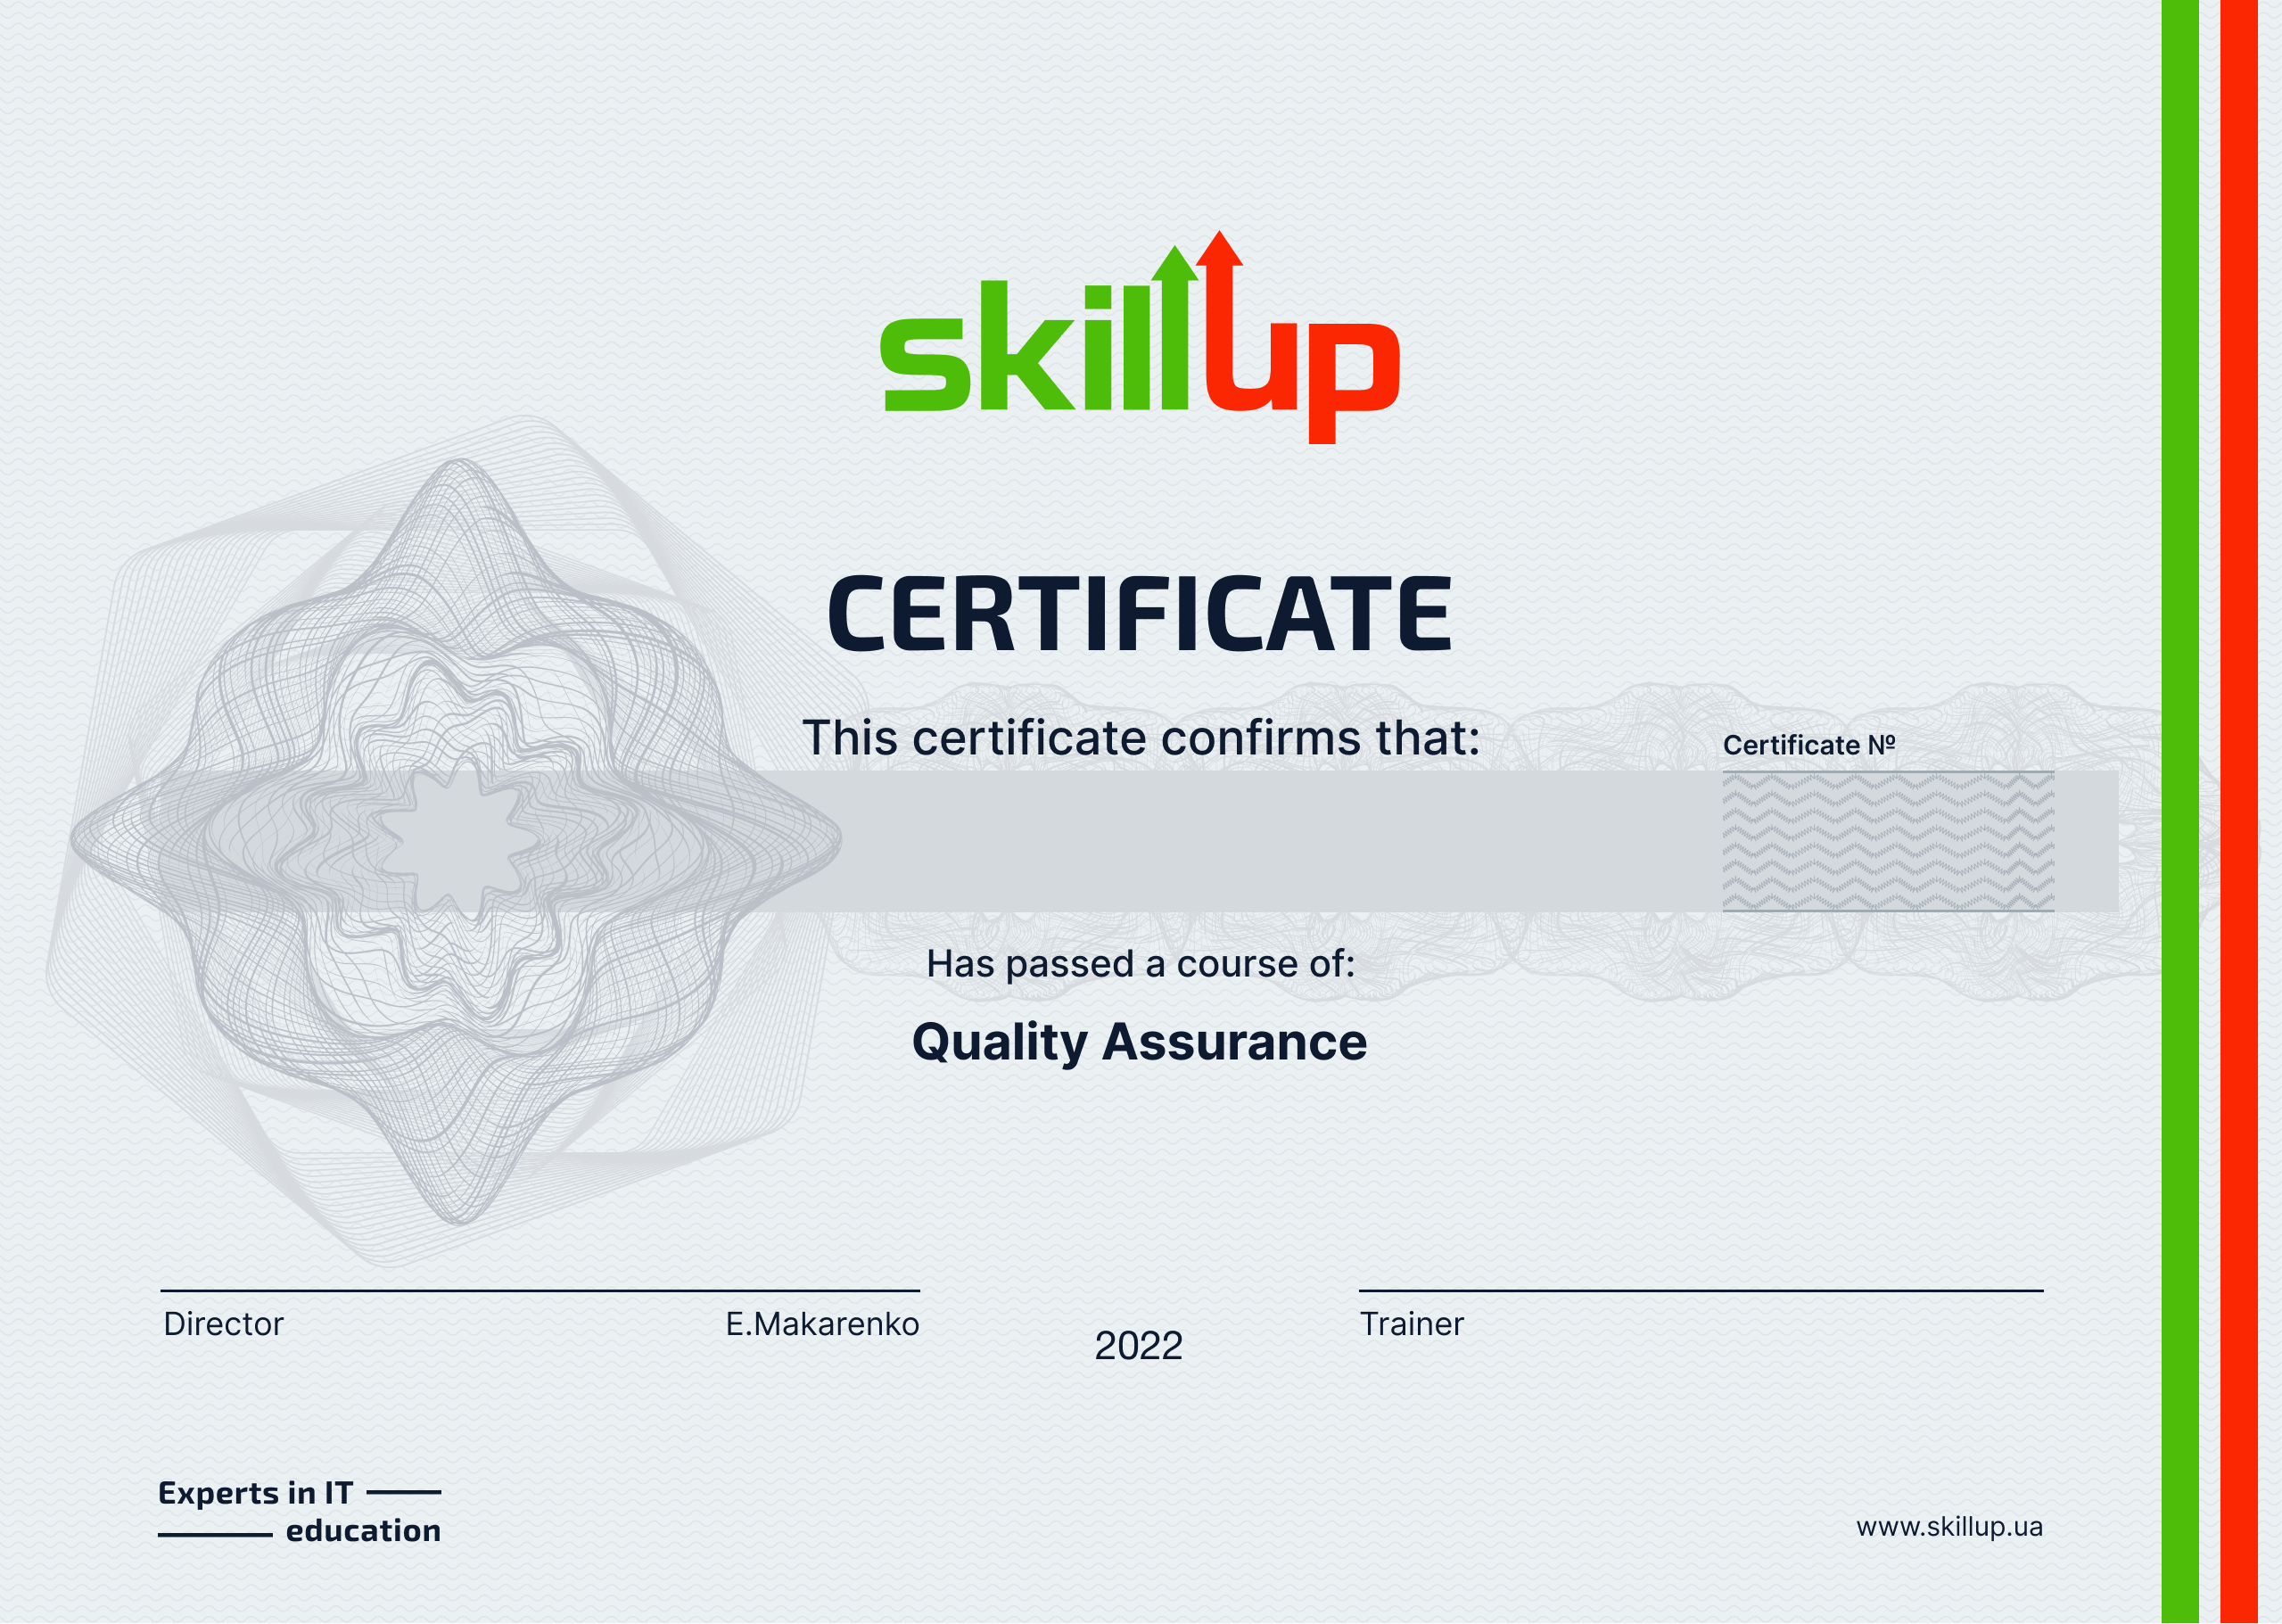 skillup
CERTIFICATE
This certificate confirms that:
Certificate №
Has passed a course of:
Quality Assurance
Director
E.Makarenko
2022
Trainer
Experts in IT
education
www.skillup.ua